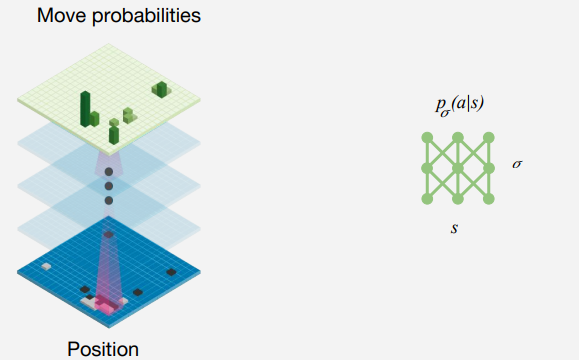 Move probabilities
Position
pσ(a|s)
σ
s